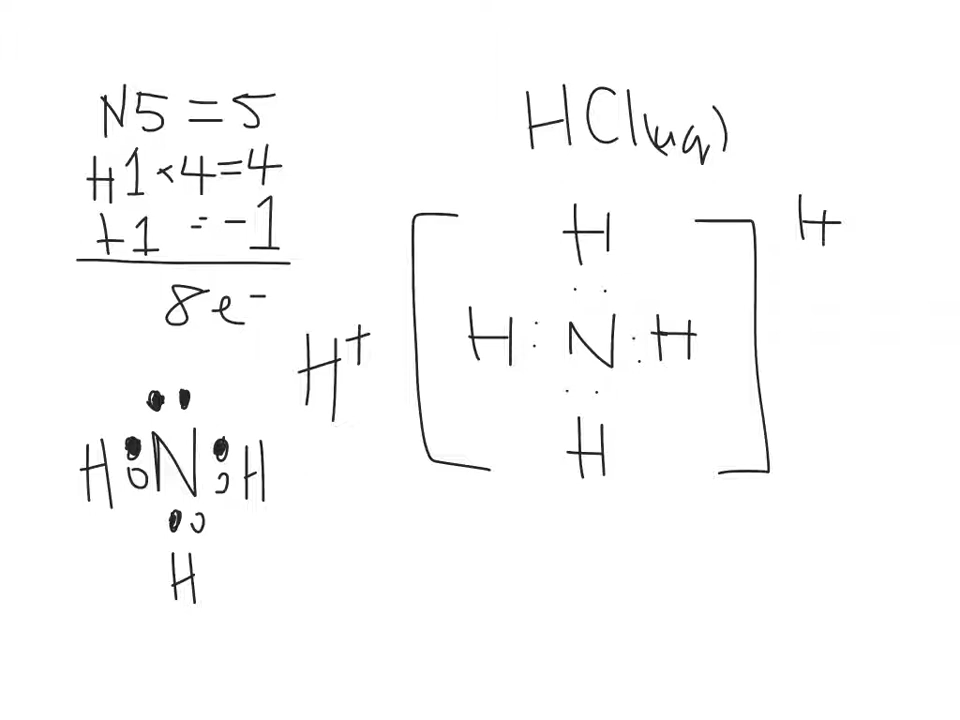 N5 = 5
H1 × 4 = 4
+1 = -1
8e⁻
HCl(aq)
H⁺
[
H
H : N : H
H
]
H
H N H
H